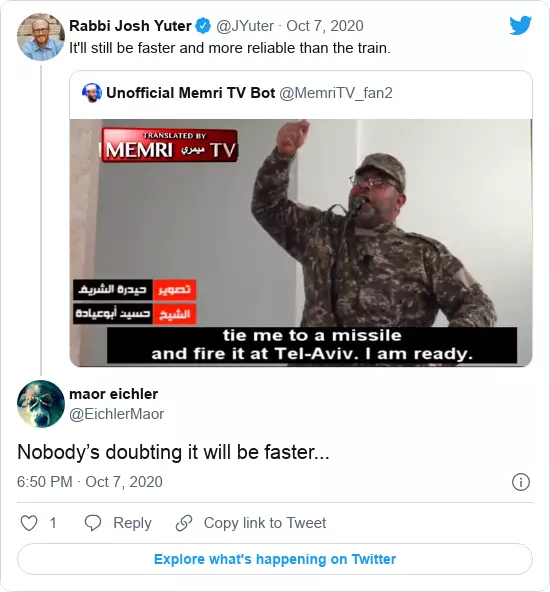 Rabbi Josh Yuter @JYuter · Oct 7, 2020
It'll still be faster and more reliable than the train.
Unofficial Memri TV Bot @MemriTV_fan2
TRANSLATED BY
MEMRI ميمري TV
تصوير حيدرة الشريف
الشيخ حسين أبوعيادة
tie me to a missile
and fire it at Tel-Aviv. I am ready.
maor eichler
@EichlerMaor
Nobody’s doubting it will be faster...
6:50 PM · Oct 7, 2020
1 Reply Copy link to Tweet
Explore what's happening on Twitter